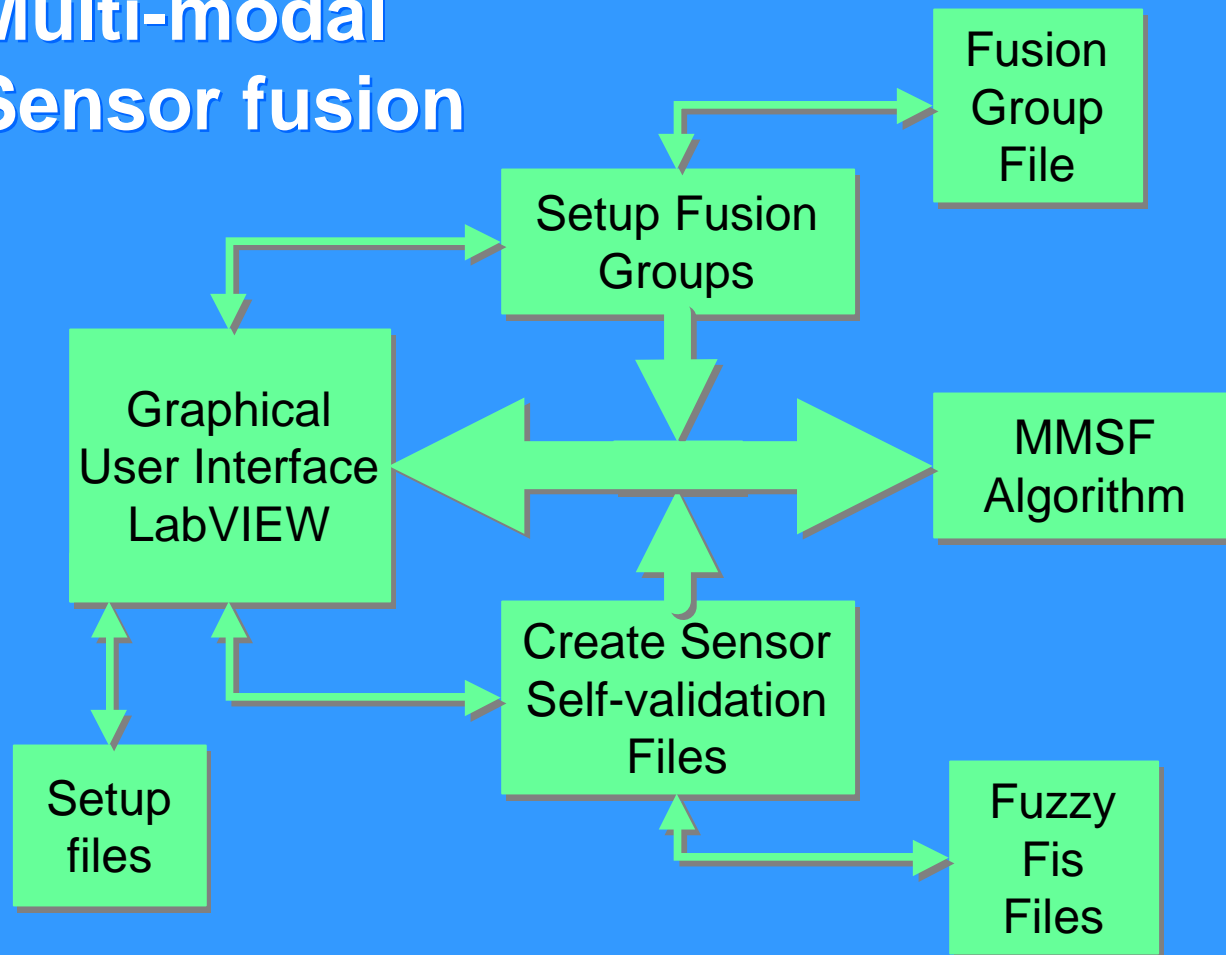 Multi-modal
Sensor fusion
Fusion
Group
File
Setup Fusion
Groups
Graphical
User Interface
LabVIEW
MMSF
Algorithm
Create Sensor
Self-validation
Files
Setup
files
Fuzzy
Fis
Files